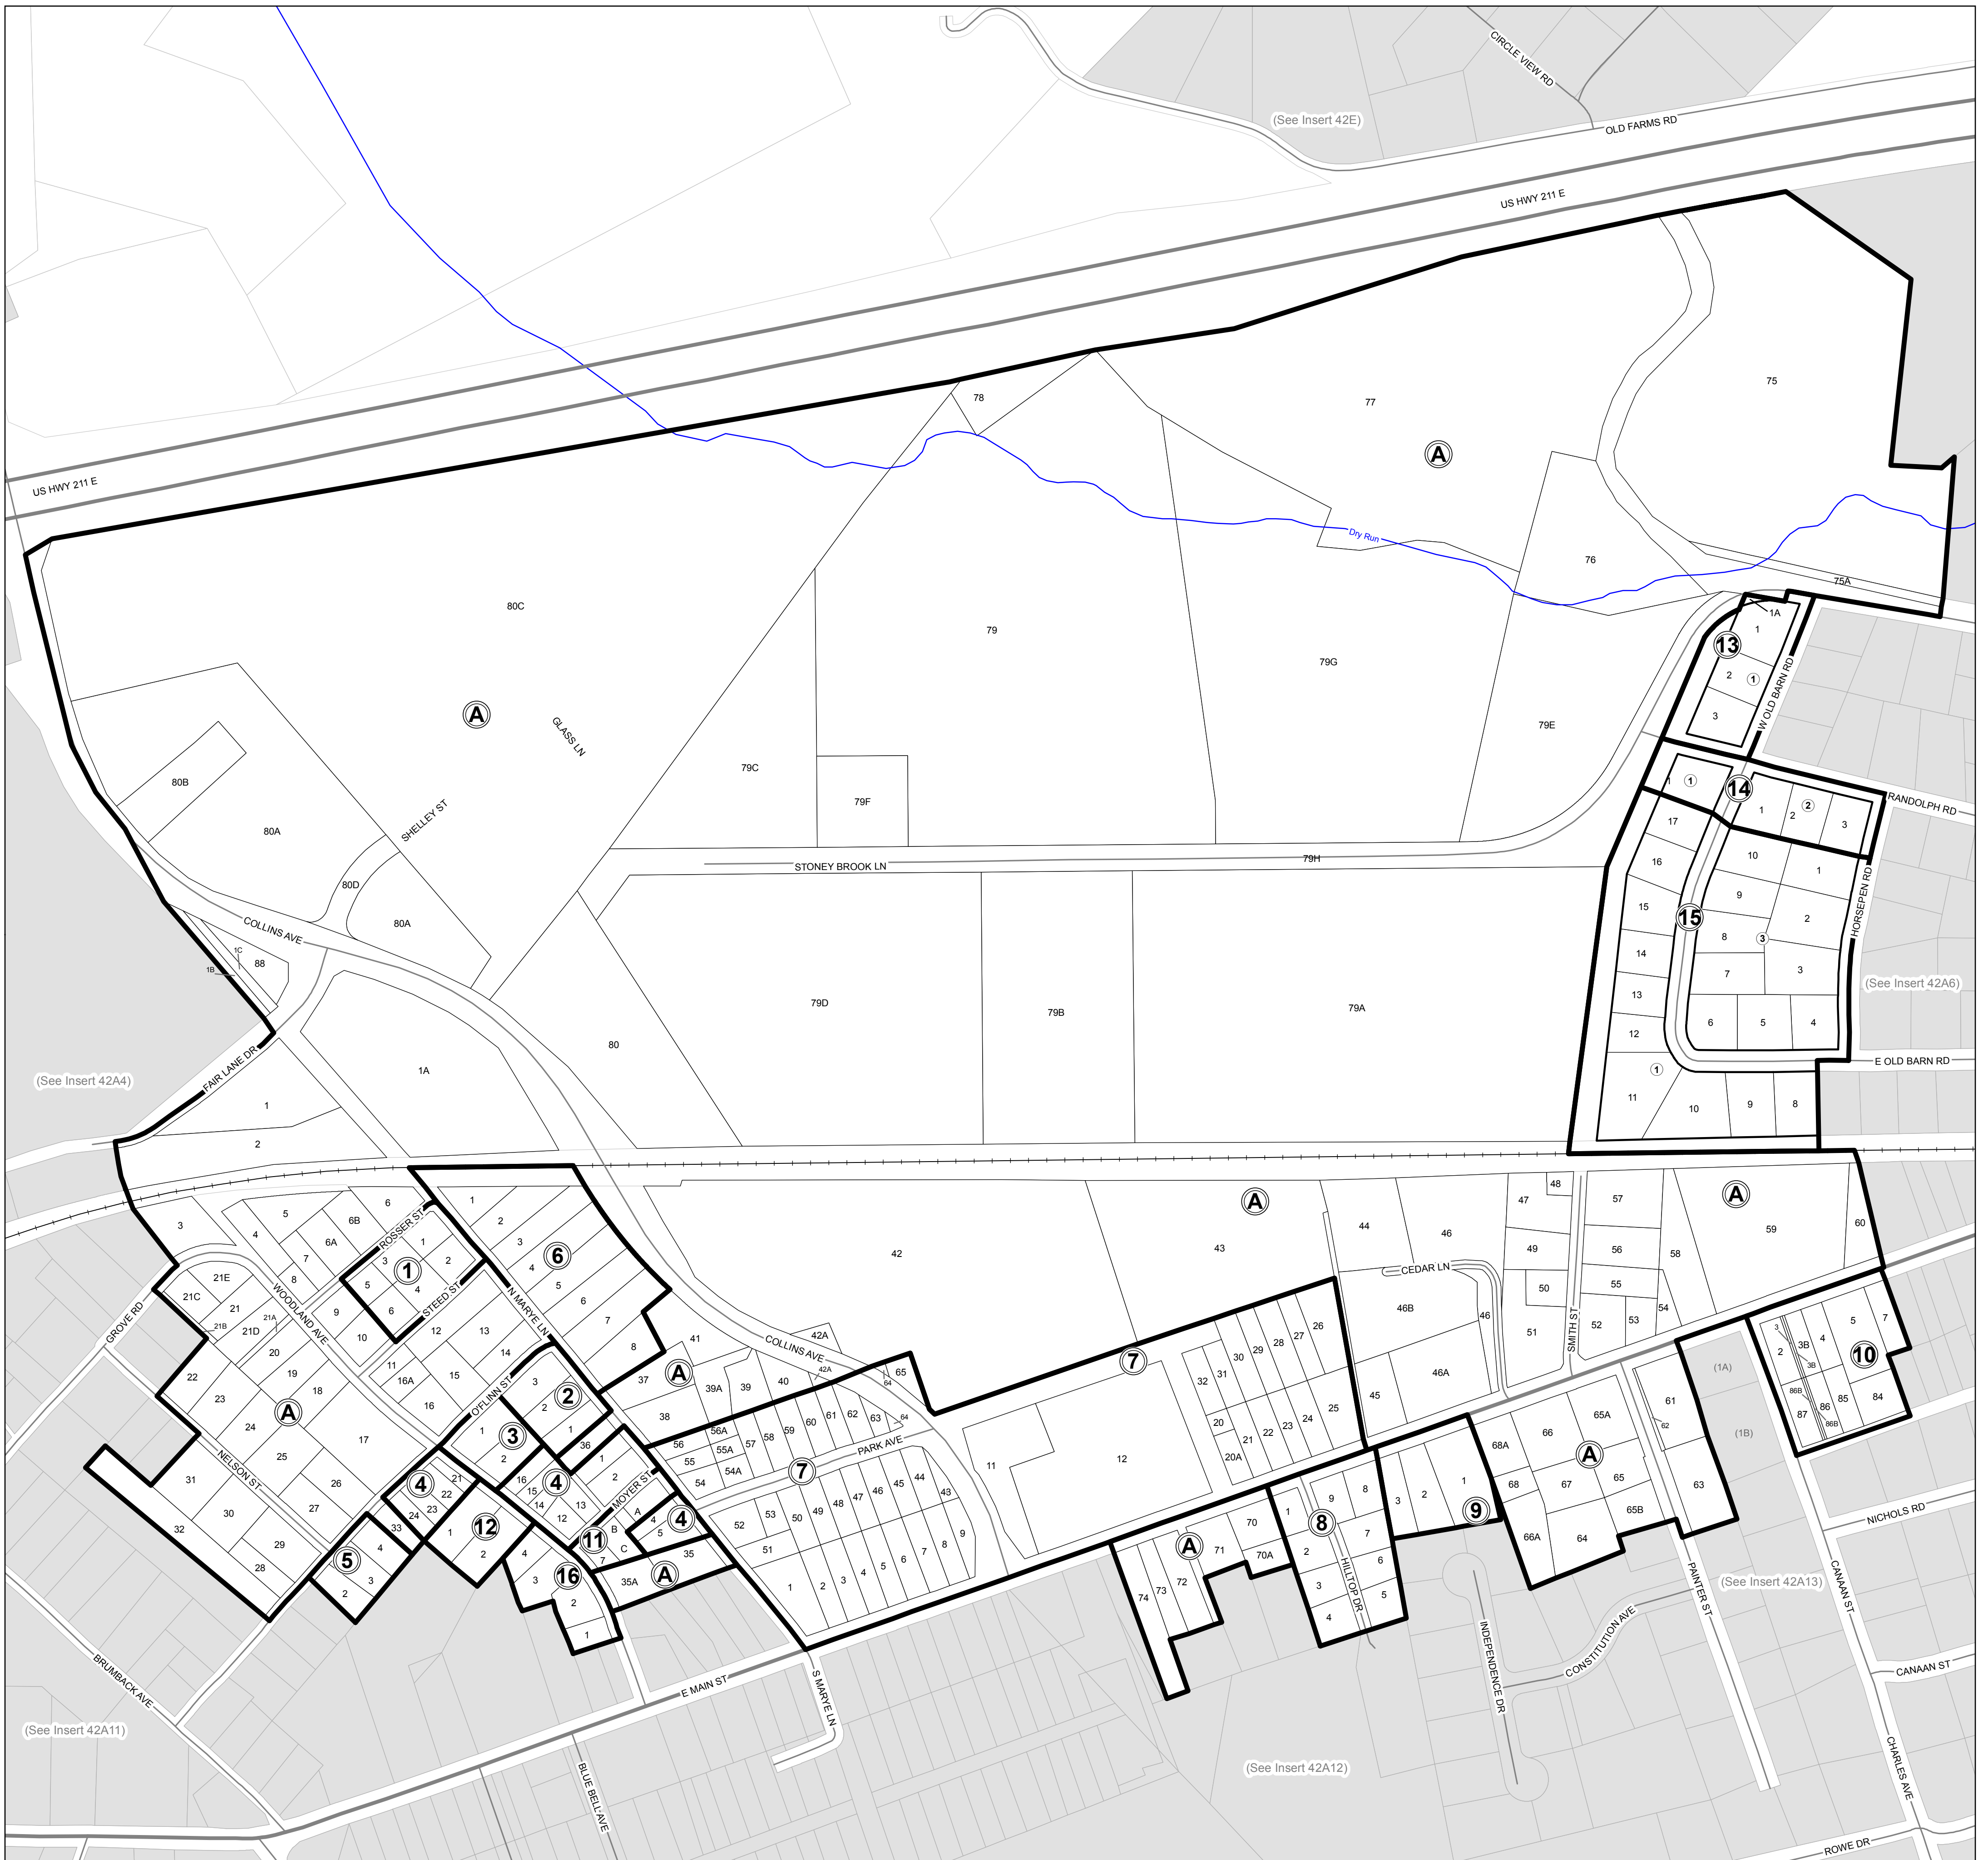 CIRCLE VIEW RD
(See Insert 42E)
OLD FARMS RD
US HWY 211 E
US HWY 211 E
75
78
77
A
Dry Run
76
75A
80C
79
79G
79E
1A
13
1
2
1
3
W OLD BARN RD
A
GLASS LN
80B
80A
SHELLEY ST
79C
79F
80D
80A
STONEY BROOK LN
79H
1
1
14
1
2
2
3
RANDOLPH RD
17
16
15
14
13
12
11
1
10
9
8
15
10
9
8
7
6
5
4
3
3
2
1
HORSEPEN RD
(See Insert 42A6)
E OLD BARN RD
COLLINS AVE
1C
1B
88
79D
79B
79A
80
1A
(See Insert 42A4)
FAIR LANE DR
1
2
3
4
5
6
6B
6A
7
8
ROSSER ST
1
2
3
4
5
6
1
STEED ST
9
10
11
12
13
14
15
16A
16
N MARYE LN
1
2
3
4
5
6
7
8
6
21E
21C
21
21B
21D
21A
WOODLAND AVE
20
19
18
17
22
23
24
25
26
27
A
GROVE RD
NELSON ST
31
30
29
28
32
O'FLINN ST
3
2
1
2
1
2
3
36
4
16
15
14
13
12
1
2
MOYER ST
4
21
22
23
24
33
5
4
3
2
12
1
2
11
A
B
C
7
4
5
4
35
35A
A
16
4
3
2
1
37
38
41
A
39A
39
40
42A
42A
COLLINS AVE
65
64
64
42
43
A
44
46
46B
46
46A
45
CEDAR LN
47
48
49
50
51
SMITH ST
57
56
55
54
53
52
58
59
60
A
56
56A
55
55A
54
54A
57
58
59
60
61
62
63
PARK AVE
7
52
53
51
50
49
48
47
46
45
44
43
1
2
3
4
5
6
7
8
9
7
11
12
32
31
30
29
28
27
26
20
20A
21
22
23
24
25
74
73
72
A
71
70
70A
1
2
3
4
8
9
8
7
6
5
HILLTOP DR
3
2
1
9
68A
66
65A
A
68
67
65
66A
64
65B
61
62
63
(1A)
(1B)
3
2
3B
3B
4
5
7
10
86B
87
86
86B
85
84
NICHOLS RD
PAINTER ST
(See Insert 42A13)
CANAAN ST
CANAAN ST
INDEPENDENCE DR
CONSTITUTION AVE
CHARLES AVE
ROWE DR
(See Insert 42A12)
E MAIN ST
S MARYE LN
BLUE BELL AVE
BRUMBACK AVE
(See Insert 42A11)